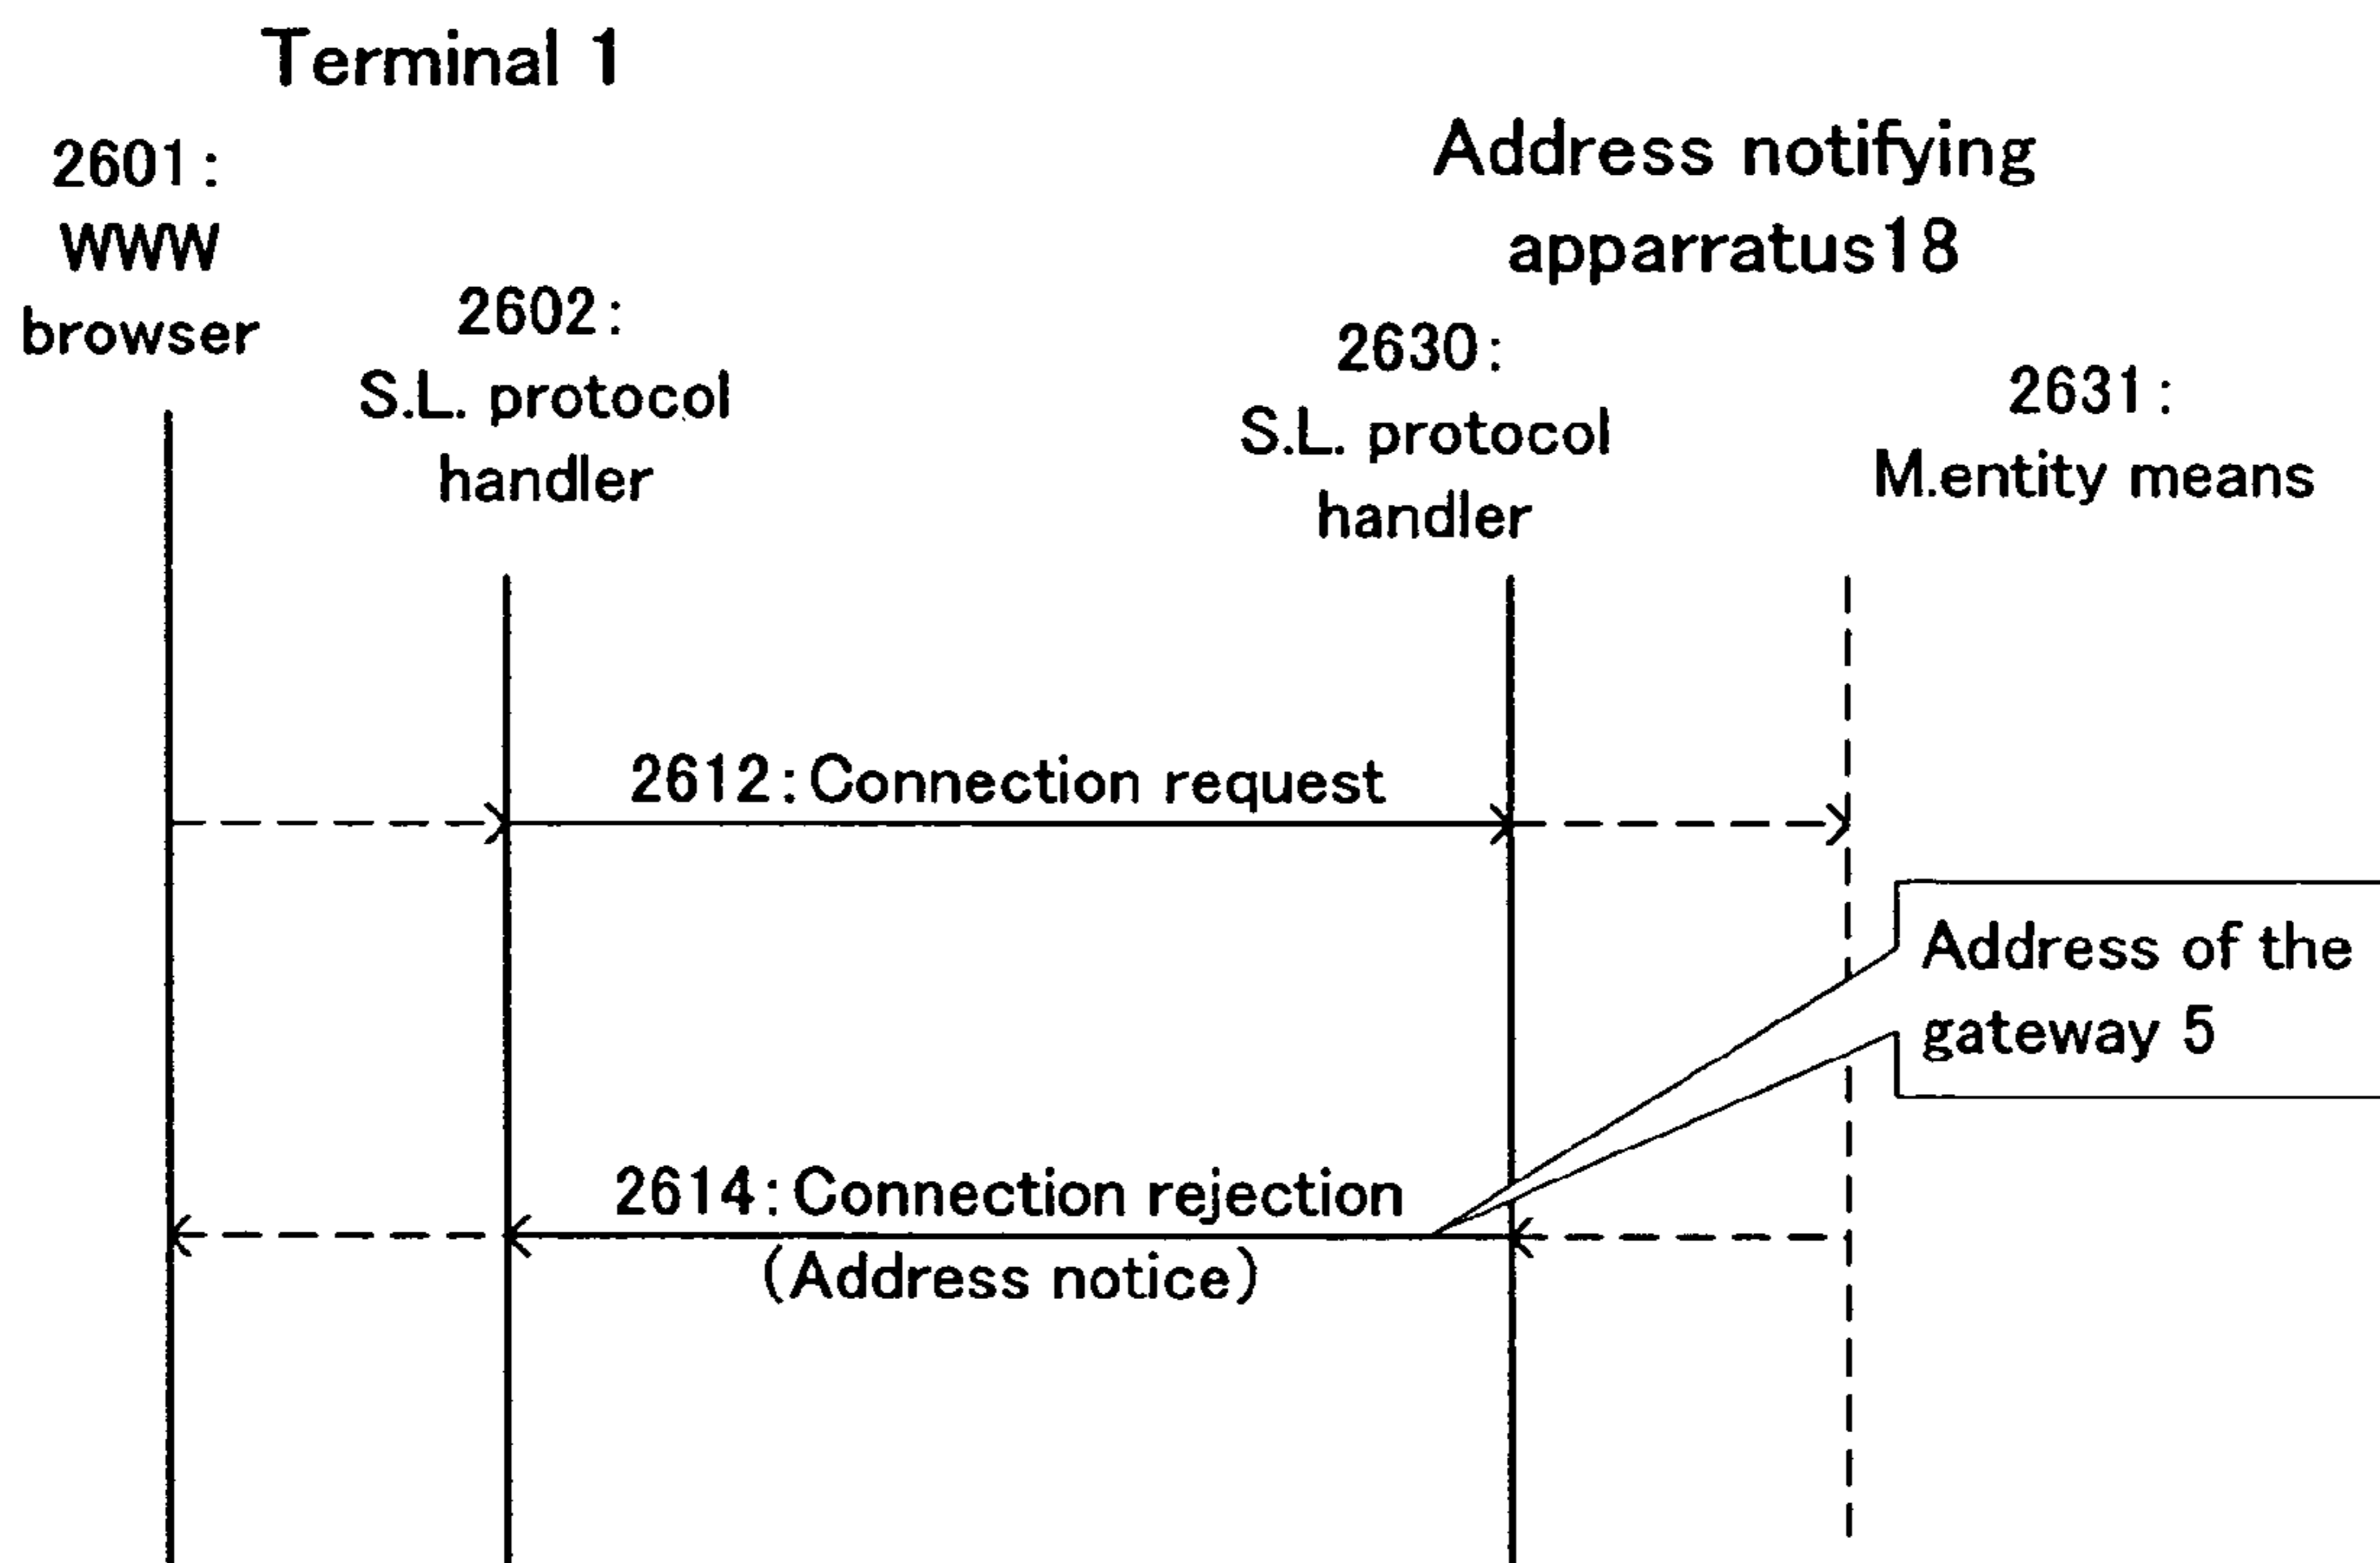 Terminal 1
2601:
WWW
browser
2602:
S.L. protocol
handler
Address notifying
apparratus18
2630:
S.L. protocol
handler
2631:
M.entity means
2612:Connection request
Address of the
gateway 5
2614:Connection rejection
(Address notice)